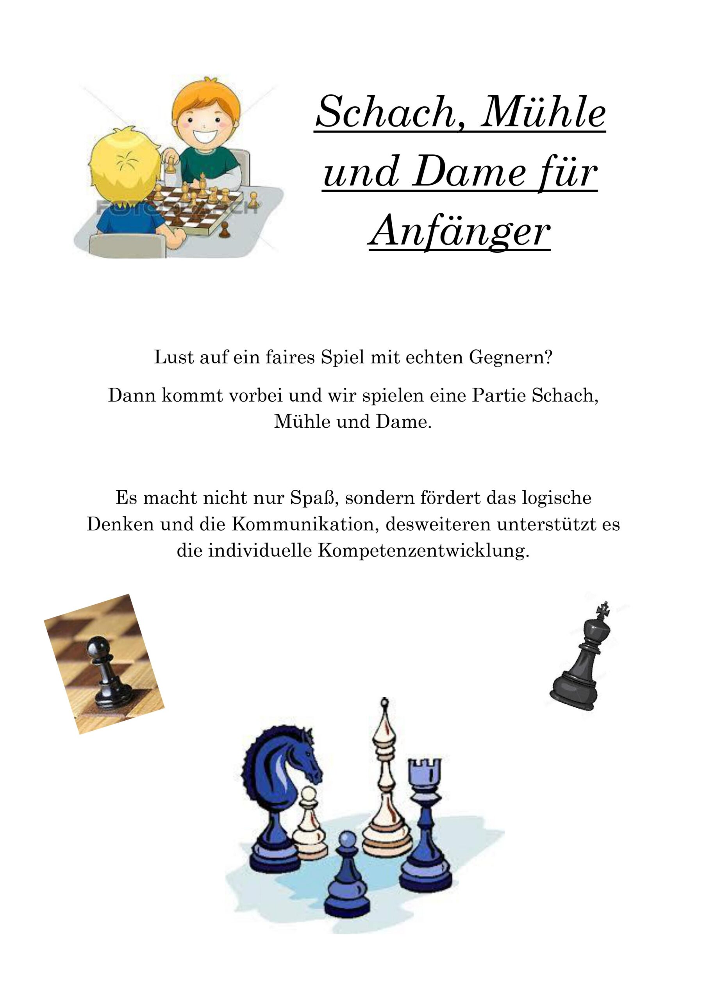 Schach, Mühle
und Dame für
Anfänger
FOTOSEARCH
Lust auf ein faires Spiel mit echten Gegnern?
Dann kommt vorbei und wir spielen eine Partie Schach,
Mühle und Dame.
Es macht nicht nur Spaß, sondern fördert das logische
Denken und die Kommunikation, desweiteren unterstützt es
die individuelle Kompetenzentwicklung.